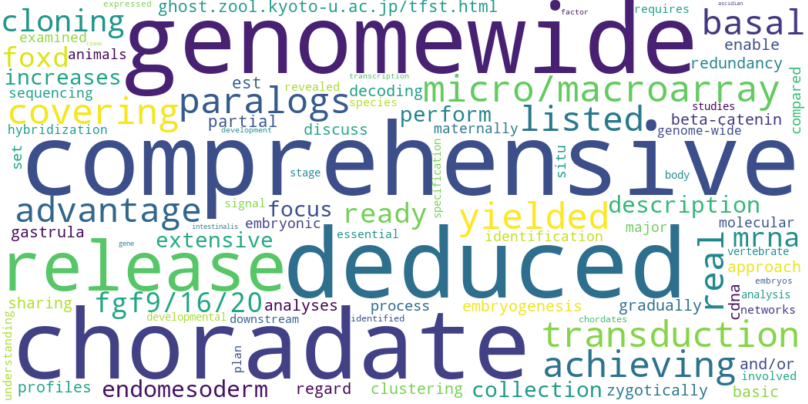 expressed ghost.zool.kyoto-u.ac.jp/tfst.html ascidian
cloning genomewide factor requires basal
examined
foxd animals enable
transcription redundancy
increases est revealed decoding micro/macroarray
sequencing paralogs species studies compared
covering partial perform listed beta-catenin
hybridization development discuss maternally genome-wide
set comprehensive situ
stage specification body
advantage signal focus ready yielded description
embryonic molecular
gastrula intestinalis essential identification major mrna
extensive gene vertebrate
release deduced real approach
embryos
sharing fgf9/16/20 analyses process embryogenesis gradually cdna analysis
networks
understanding developmental downstream identified chordates
choradate transduction
plan achieving and/or
involved
profiles endomesoderm regard clustering collection zygotically basic